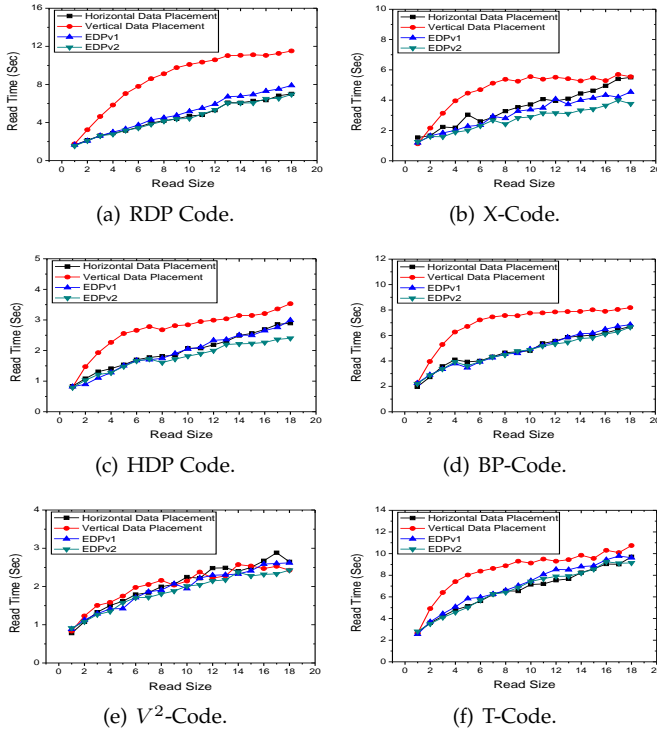 16
12
8
4
0
Read Time (Sec)
Horizontal Data Placement
Vertical Data Placement
EDPv1
EDPv2
0 2 4 6 8 10 12 14 16 18 20
Read Size
(a) RDP Code.
10
8
6
4
2
0
Read Time (Sec)
Horizontal Data Placement
Vertical Data Placement
EDPv1
EDPv2
0 2 4 6 8 10 12 14 16 18 20
Read Size
(b) X-Code.
5
4
3
2
1
0
Read Time (Sec)
Horizontal Data Placement
Vertical Data Placement
EDPv1
EDPv2
0 2 4 6 8 10 12 14 16 18 20
Read Size
(c) HDP Code.
12
10
8
6
4
2
0
Read Time (Sec)
Horizontal Data Placement
Vertical Data Placement
EDPv1
EDPv2
0 2 4 6 8 10 12 14 16 18 20
Read Size
(d) BP-Code.
4
3
2
1
0
Read Time (Sec)
Horizontal Data Placement
Vertical Data Placement
EDPv1
EDPv2
0 2 4 6 8 10 12 14 16 18 20
Read Size
(e) V²-Code.
14
12
10
8
6
4
2
0
Read Time (Sec)
Horizontal Data Placement
Vertical Data Placement
EDPv1
EDPv2
0 2 4 6 8 10 12 14 16 18 20
Read Size
(f) T-Code.